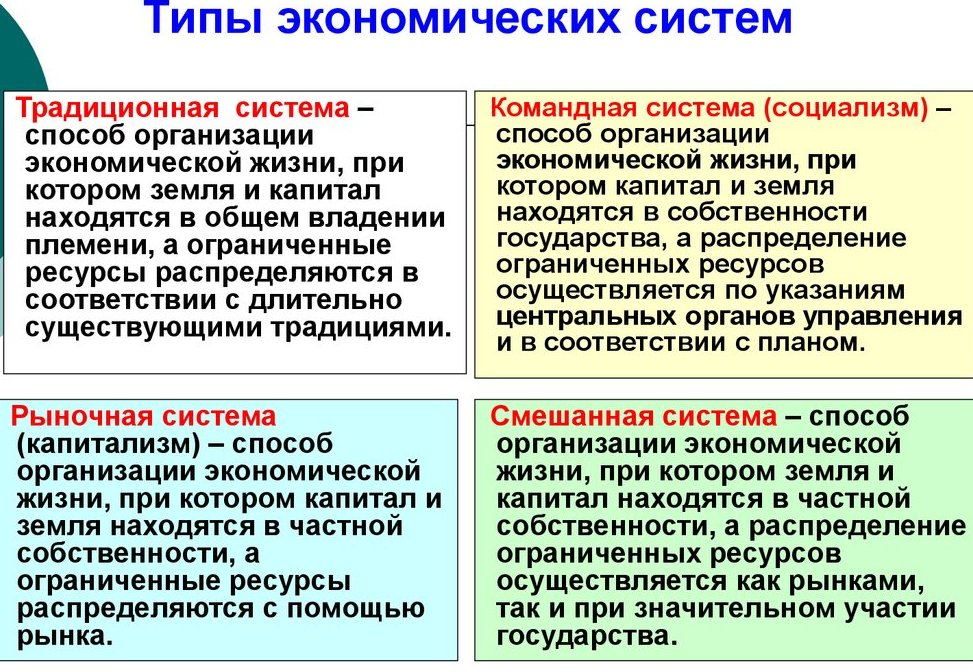 Типы экономических систем
Традиционная система –
способ организации
экономической жизни, при
котором земля и капитал
находятся в общем владении
племени, а ограниченные
ресурсы распределяются в
соответствии с длительно
существующими традициями.
Командная система (социализм) –
способ организации
экономической жизни, при
котором капитал и земля
находятся в собственности
государства, а распределение
ограниченных ресурсов
осуществляется по указаниям
центральных органов управления
и в соответствии с планом.
Рыночная система
(капитализм) – способ
организации экономической
жизни, при котором капитал и
земля находятся в частной
собственности, а
ограниченные ресурсы
распределяются с помощью
рынка.
Смешанная система – способ
организации экономической
жизни, при котором земля и
капитал находятся в частной
собственности, а распределение
ограниченных ресурсов
осуществляется как рынками,
так и при значительном участии
государства.